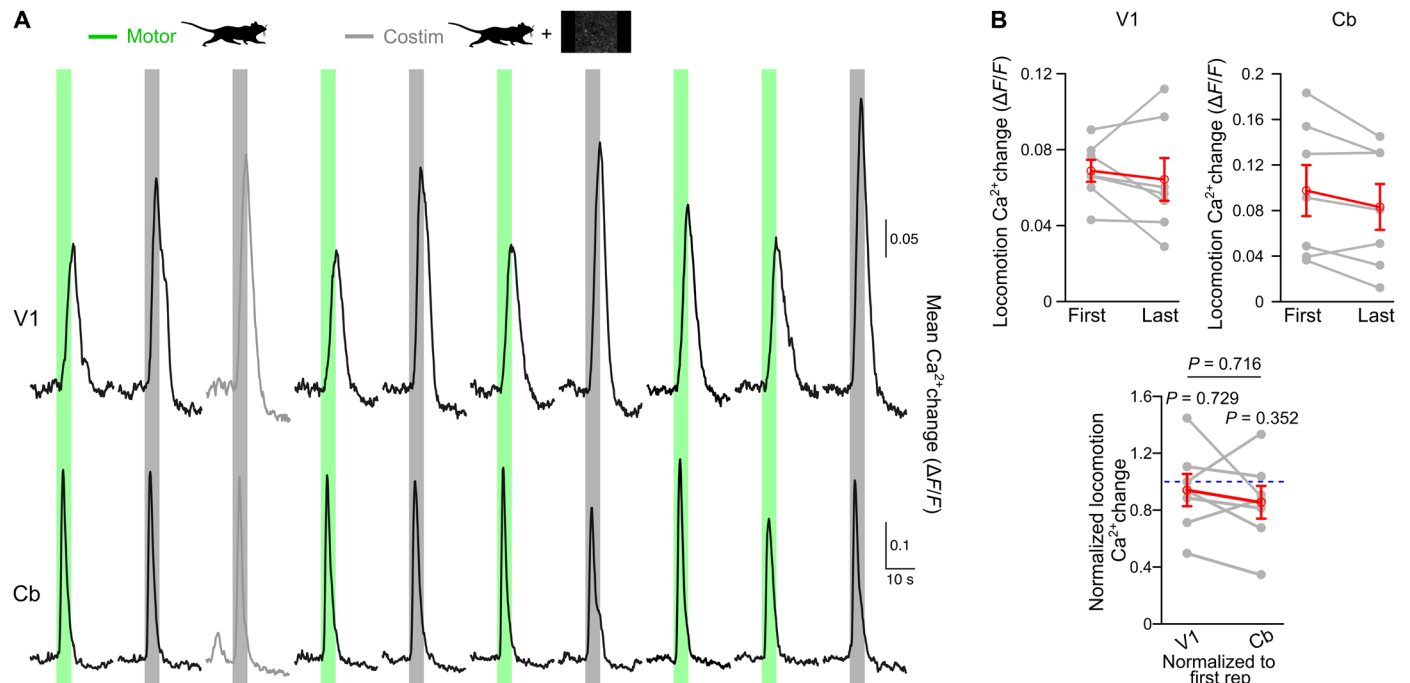 A
Motor
Costim
+
V1
Cb
0.05
0.1
10 s
Mean Ca²⁺change (ΔF/F)
B
V1
Cb
Locomotion Ca²⁺change (ΔF/F)
0.12
0.08
0.04
0
First
Last
Locomotion Ca²⁺change (ΔF/F)
0.2
0.16
0.12
0.08
0.04
0
First
Last
P = 0.716
P = 0.729
P = 0.352
Normalized locomotion
Ca²⁺change
1.6
1.2
0.8
0.4
0
V1
Cb
Normalized to
first rep